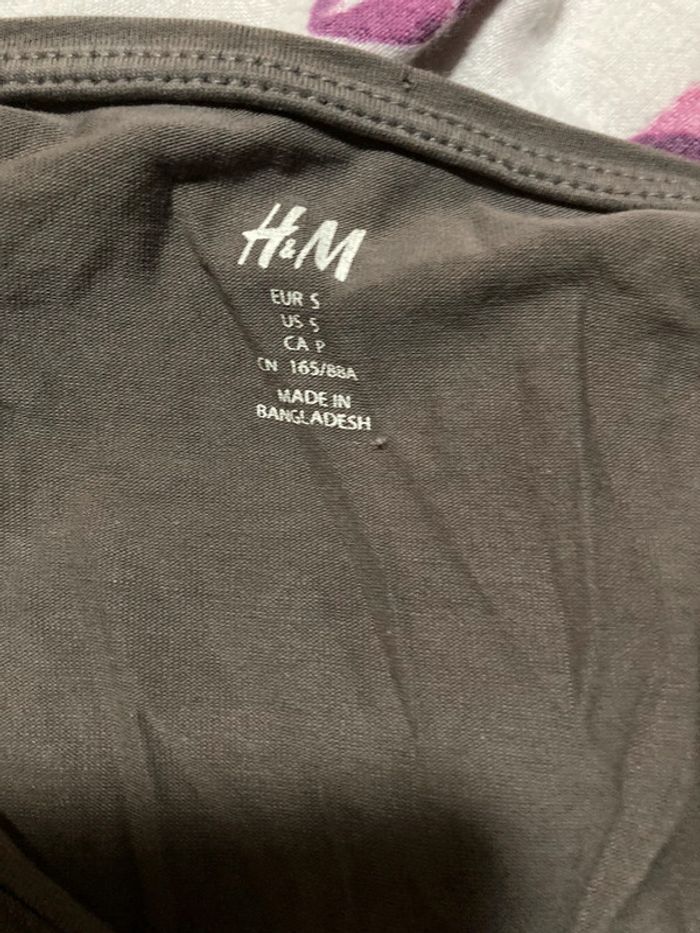 H&M
EUR S
US S
CA P
CN 165/88A
MADE IN
BANGLADESH